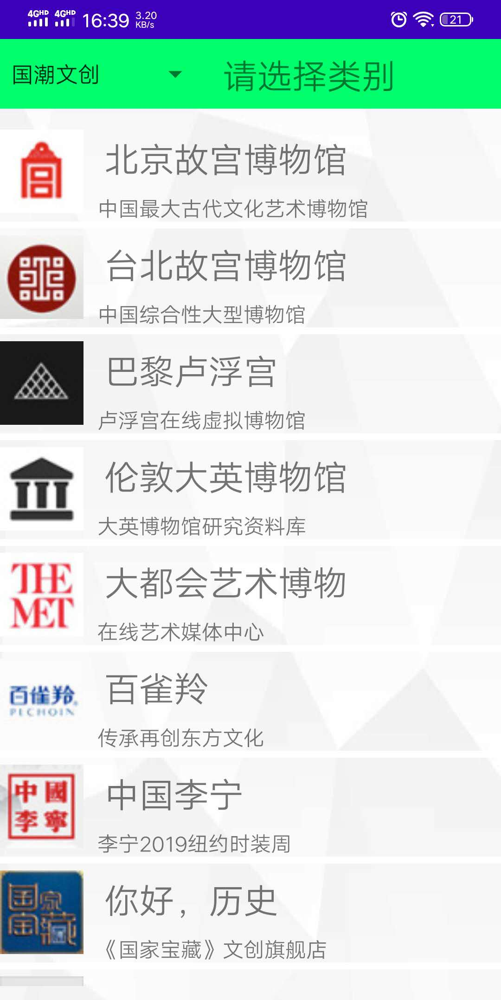 4GHD 4GHD 16:39 3.20 KB/s 21
国潮文创 请选择类别
北京故宫博物馆
中国最大古代文化艺术博物馆
台北故宫博物馆
中国综合性大型博物馆
巴黎卢浮宫
卢浮宫在线虚拟博物馆
伦敦大英博物馆
大英博物馆研究资料库
THE
MET
大都会艺术博物
在线艺术媒体中心
百雀羚
PECHOIN
百雀羚
传承再创东方文化
中國
李寧
中国李宁
李宁2019纽约时装周
国家
宝藏
你好，历史
《国家宝藏》文创旗舰店